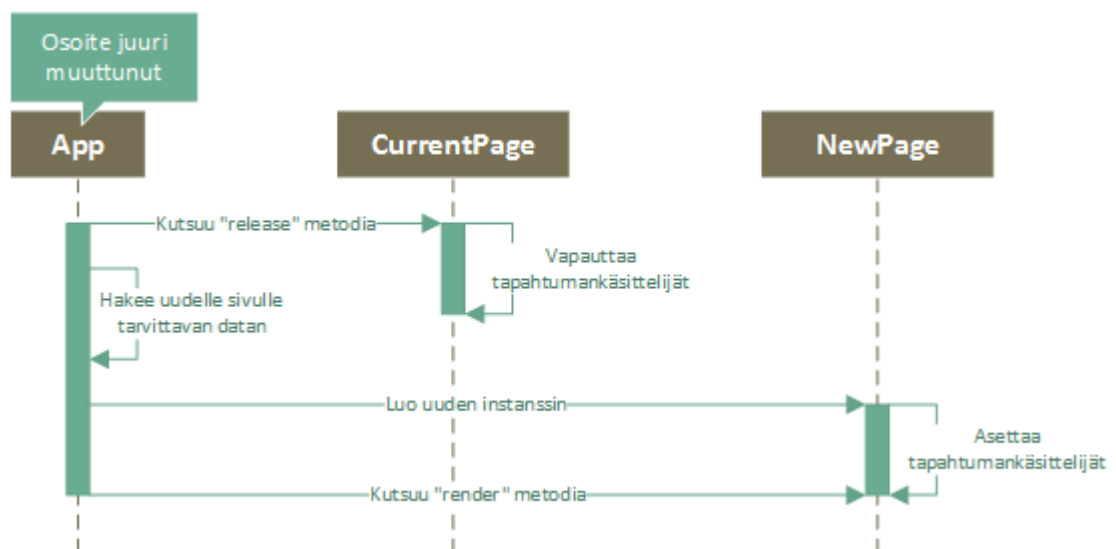 Osoite juuri
muuttunut
App
CurrentPage
NewPage
Kutsuu "release" metodia
Vapauttaa
tapahtumankäsittelijät
Hakee uudelle sivulle
tarvittavan datan
Luo uuden instanssin
Asettaa
tapahtumankäsittelijät
Kutsuu "render" metodia